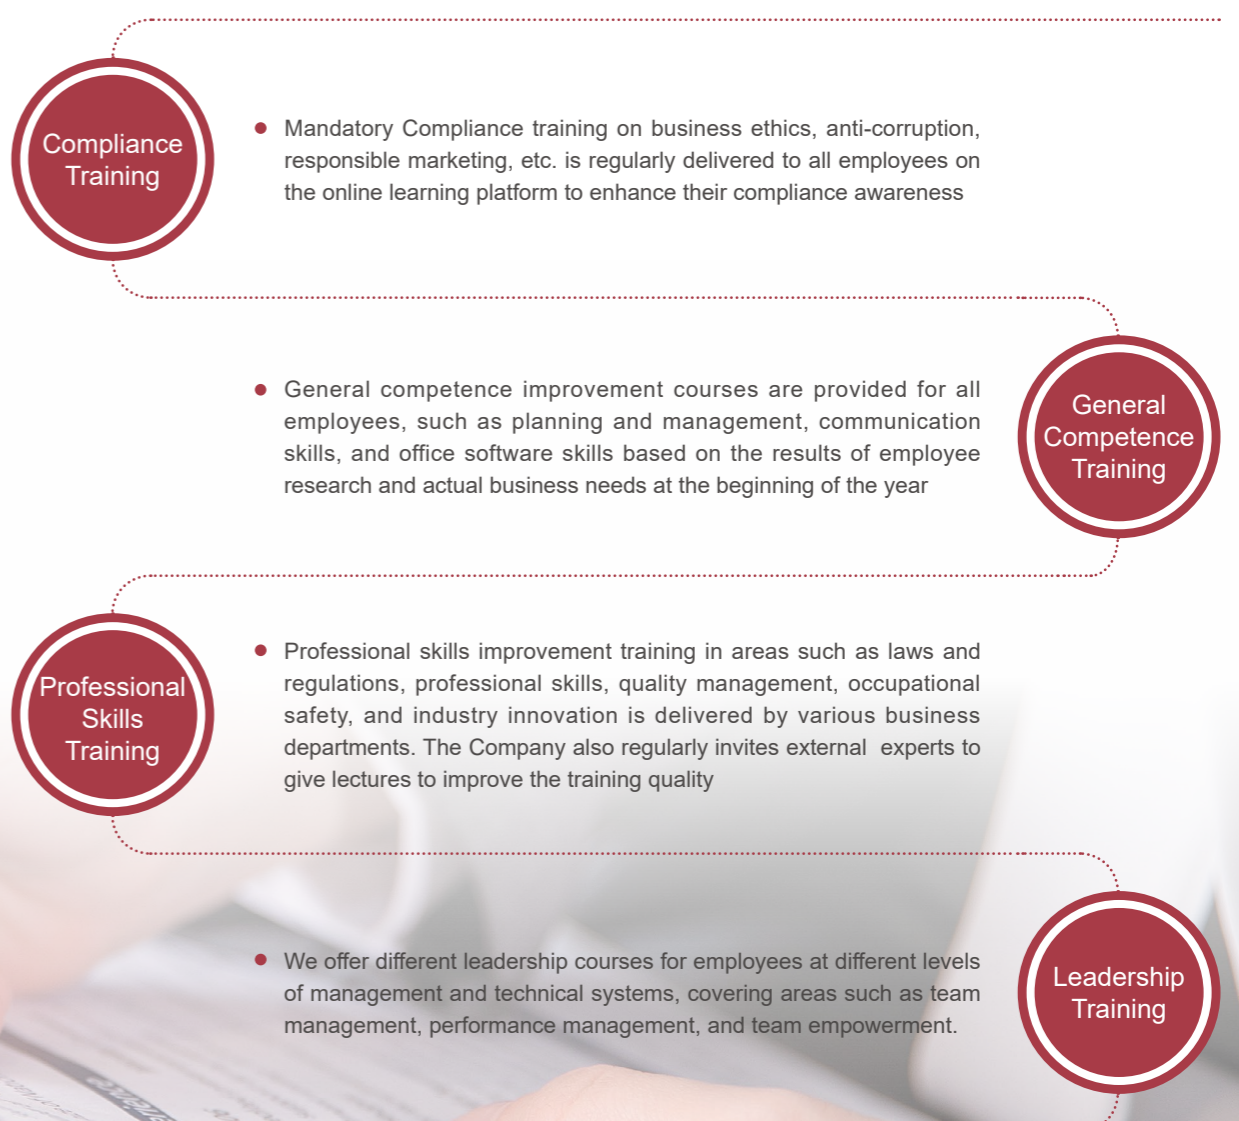 Compliance
Training
Mandatory Compliance training on business ethics, anti-corruption,
responsible marketing, etc. is regularly delivered to all employees on
the online learning platform to enhance their compliance awareness
General competence improvement courses are provided for all
employees, such as planning and management, communication
skills, and office software skills based on the results of employee
research and actual business needs at the beginning of the year
General
Competence
Training
Professional
Skills
Training
Professional skills improvement training in areas such as laws and
regulations, professional skills, quality management, occupational
safety, and industry innovation is delivered by various business
departments. The Company also regularly invites external  experts to
give lectures to improve the training quality
We offer different leadership courses for employees at different levels
of management and technical systems, covering areas such as team
management, performance management, and team empowerment.
Leadership
Training